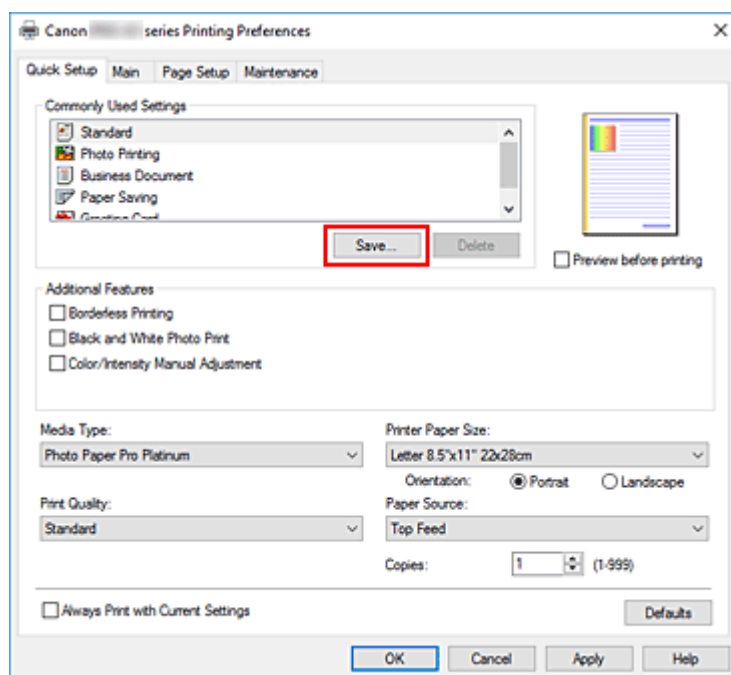 Canon series Printing Preferences
Quick Setup Main Page Setup Maintenance
Commonly Used Settings
Standard
Photo Printing
Business Document
Paper Saving
Greeting Card
Save... Delete
Preview before printing
Additional Features
Borderless Printing
Black and White Photo Print
Color/Intensity Manual Adjustment
Media Type: Printer Paper Size:
Photo Paper Pro Platinum Letter 8.5"x11" 22x28cm
Orientation: Portrait Landscape
Print Quality: Paper Source:
Standard Top Feed
Copies: 1 (1-999)
Always Print with Current Settings Defaults
OK Cancel Apply Help